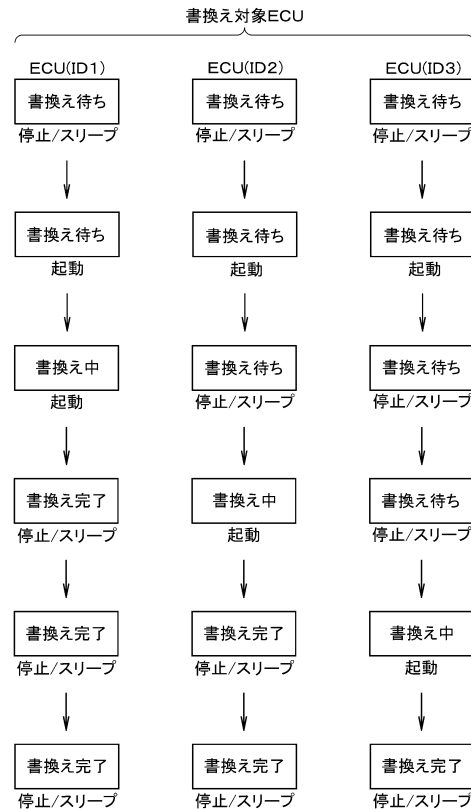 書換え対象ECU
ECU(ID1) ECU(ID2) ECU(ID3)
書換え待ち 書換え待ち 書換え待ち
停止/スリープ 停止/スリープ 停止/スリープ
書換え待ち 書換え待ち 書換え待ち
起動 起動 起動
書換え中 書換え待ち 書換え待ち
起動 停止/スリープ 停止/スリープ
書換え完了 書換え中 書換え待ち
停止/スリープ 起動 停止/スリープ
書換え完了 書換え完了 書換え中
停止/スリープ 停止/スリープ 起動
書換え完了 書換え完了 書換え完了
停止/スリープ 停止/スリープ 停止/スリープ